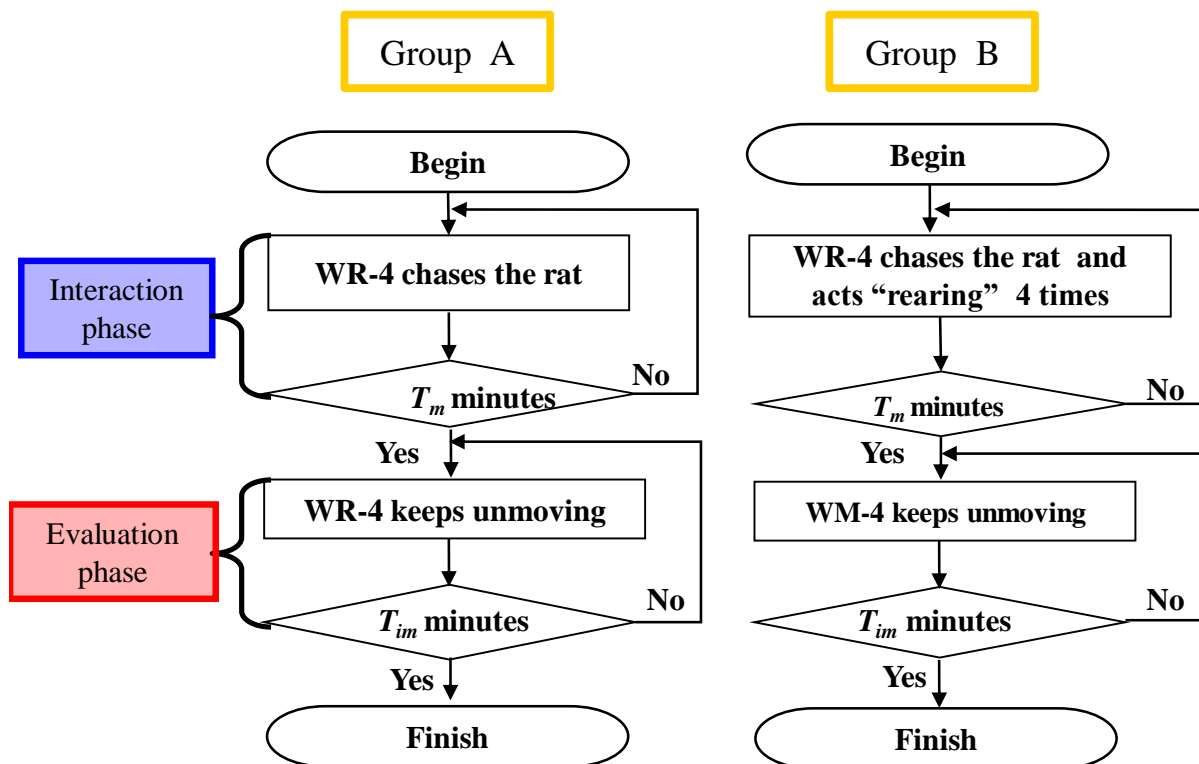 Group A
Begin
Interaction
phase
WR-4 chases the rat
No
Tm minutes
Yes
Evaluation
phase
WR-4 keeps unmoving
No
Tim minutes
Yes
Finish
Group B
Begin
WR-4 chases the rat and
acts “rearing” 4 times
No
Tm minutes
Yes
WM-4 keeps unmoving
No
Tim minutes
Yes
Finish